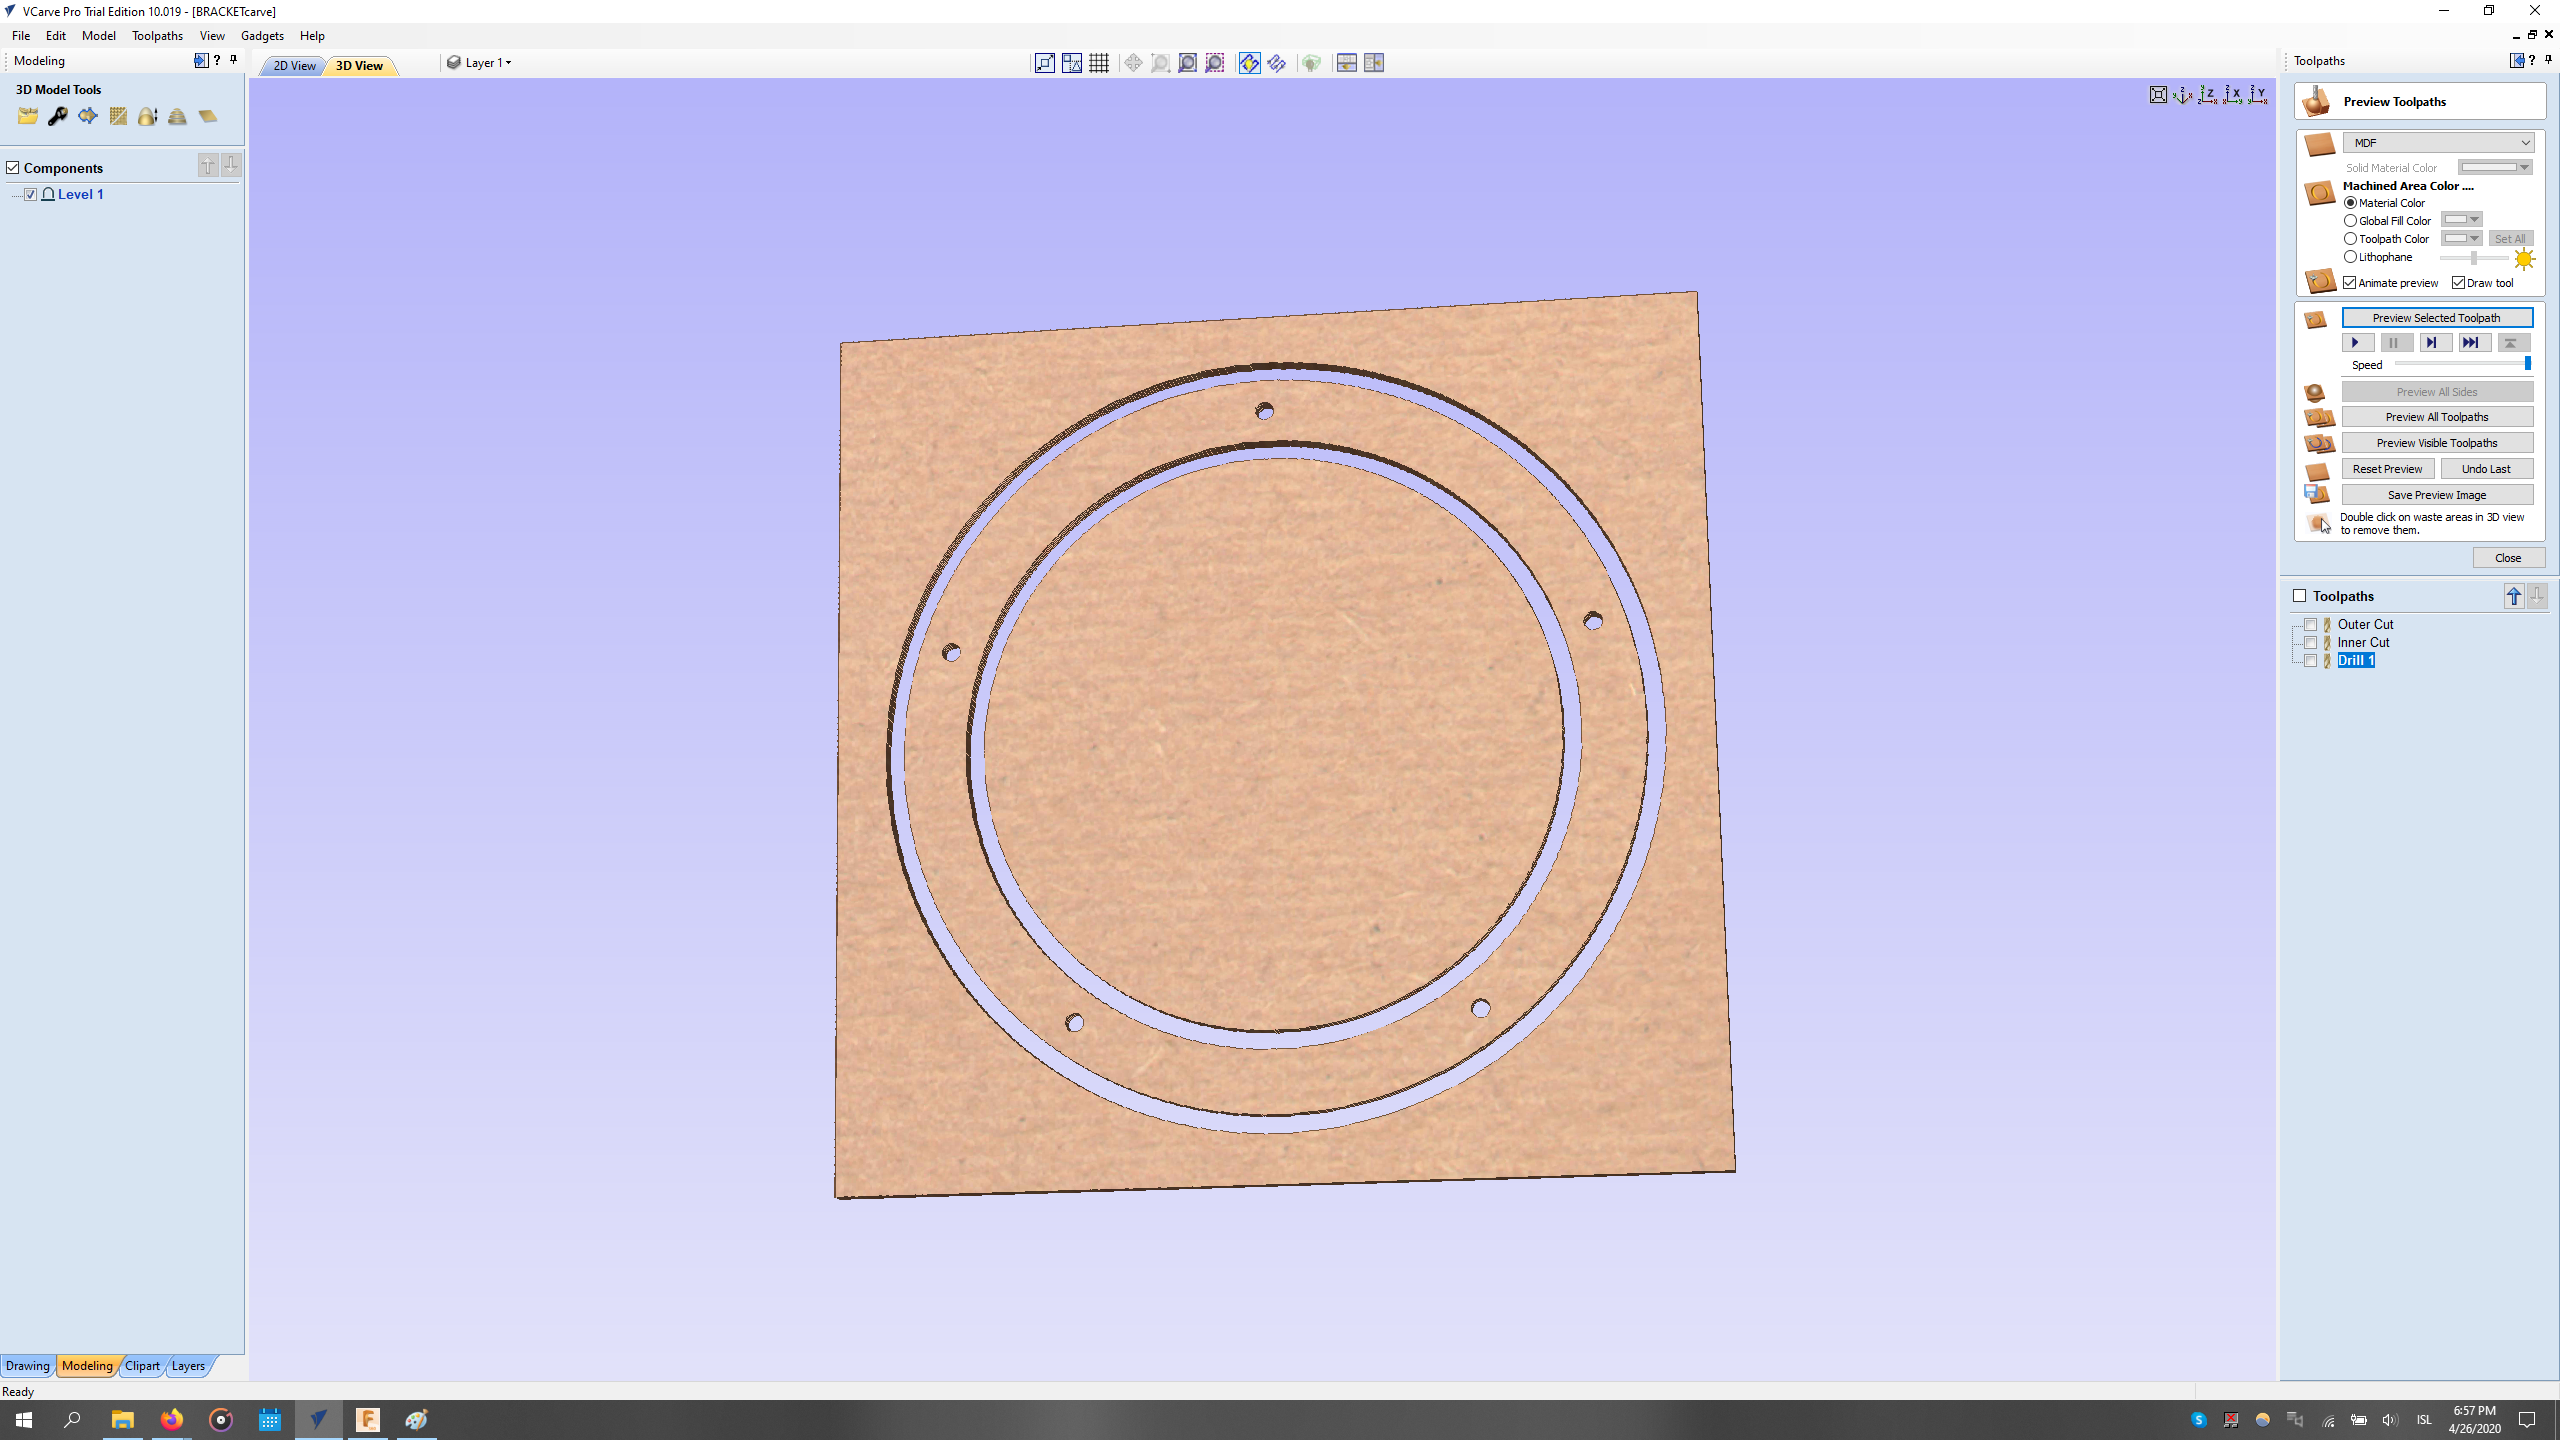 VCarve Pro Trial Edition 10.019 - [BRACKETcarve]
File Edit Model Toolpaths View Gadgets Help
Modeling
?
2D View
3D View
Layer 1
Toolpaths
?
3D Model Tools
Components
Level 1
Z
X
Y
Preview Toolpaths
MDF
Solid Material Color
Machined Area Color ....
Material Color
Global Fill Color
Toolpath Color
Set All
Lithophane
Animate preview
Draw tool
Preview Selected Toolpath
Speed
Preview All Sides
Preview All Toolpaths
Preview Visible Toolpaths
Reset Preview
Undo Last
Save Preview Image
Double click on waste areas in 3D view
to remove them.
Close
Toolpaths
Outer Cut
Inner Cut
Drill 1
Drawing
Modeling
Clipart
Layers
Ready
ISL
6:57 PM
4/26/2020